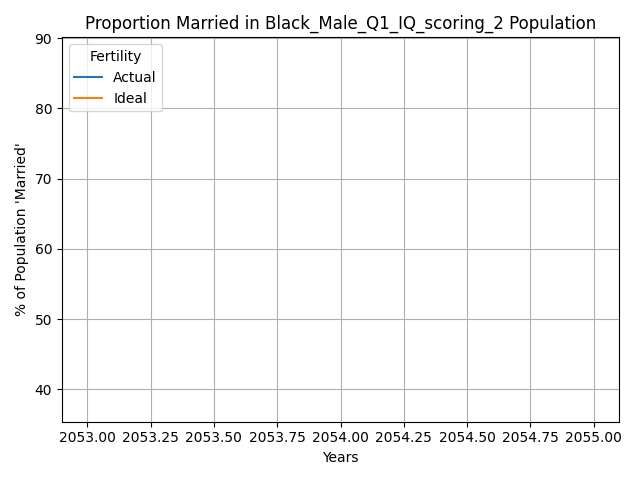 Proportion Married in Black_Male_Q1_IQ_scoring_2 Population
% of Population 'Married'
90
80
70
60
50
40
Fertility
Actual
Ideal
2053.00 2053.25 2053.50 2053.75 2054.00 2054.25 2054.50 2054.75 2055.00
Years